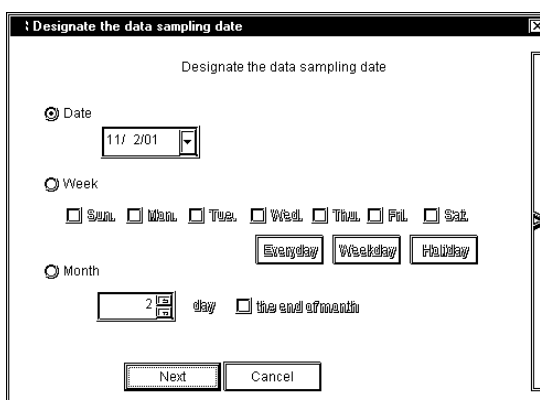 Designate the data sampling date
Designate the data sampling date
Date
11/ 2/01
Week
Sun. Mon. Tue. Wed. Thu. Fri. Sat.
Everyday Weekday Holiday
Month
2 day the end of month
Next Cancel